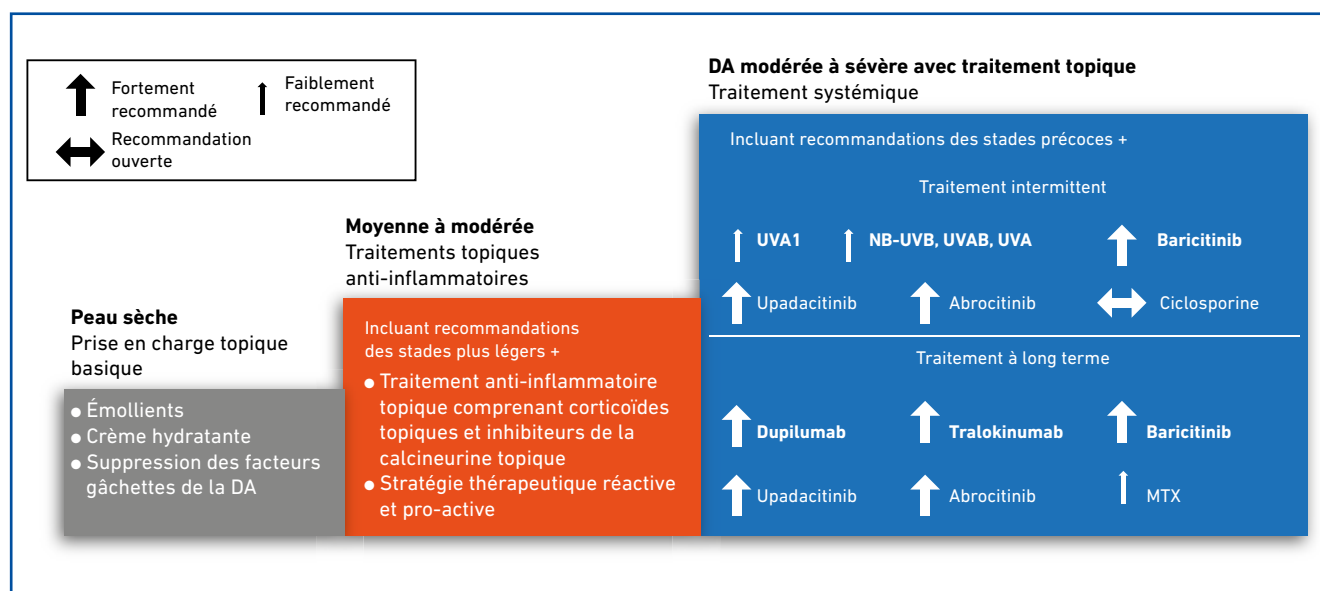 Fortement
recommandé
Faiblement
recommandé
Recommandation
ouverte
Peau sèche
Prise en charge topique
basique
● Émollients
● Crème hydratante
● Suppression des facteurs
gâchettes de la DA
Moyenne à modérée
Traitements topiques
anti-inflammatoires
Incluant recommandations
des stades plus légers +
● Traitement anti-inflammatoire
topique comprenant corticoïdes
topiques et inhibiteurs de la
calcineurine topique
● Stratégie thérapeutique réactive
et pro-active
DA modérée à sévère avec traitement topique
Traitement systémique
Incluant recommandations des stades précoces +
Traitement intermittent
UVA1 NB-UVB, UVAB, UVA Baricitinib
Upadacitinib Abrocitinib Ciclosporine
Traitement à long terme
Dupilumab Tralokinumab Baricitinib
Upadacitinib Abrocitinib MTX